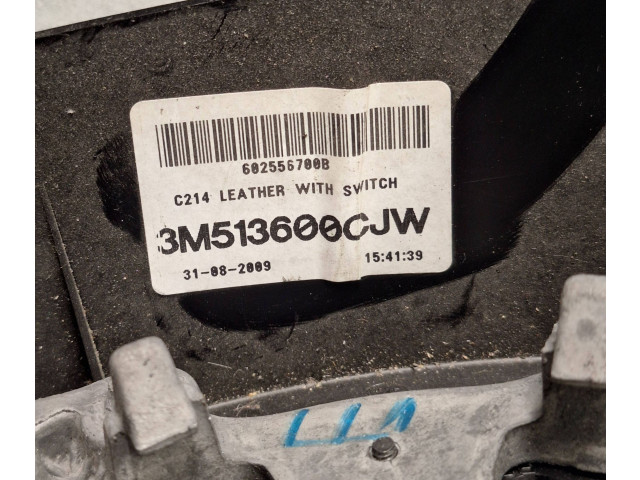 602556700B
C214 LEATHER WITH SWITCH
3M513600CJW
31-08-2009 15:41:39